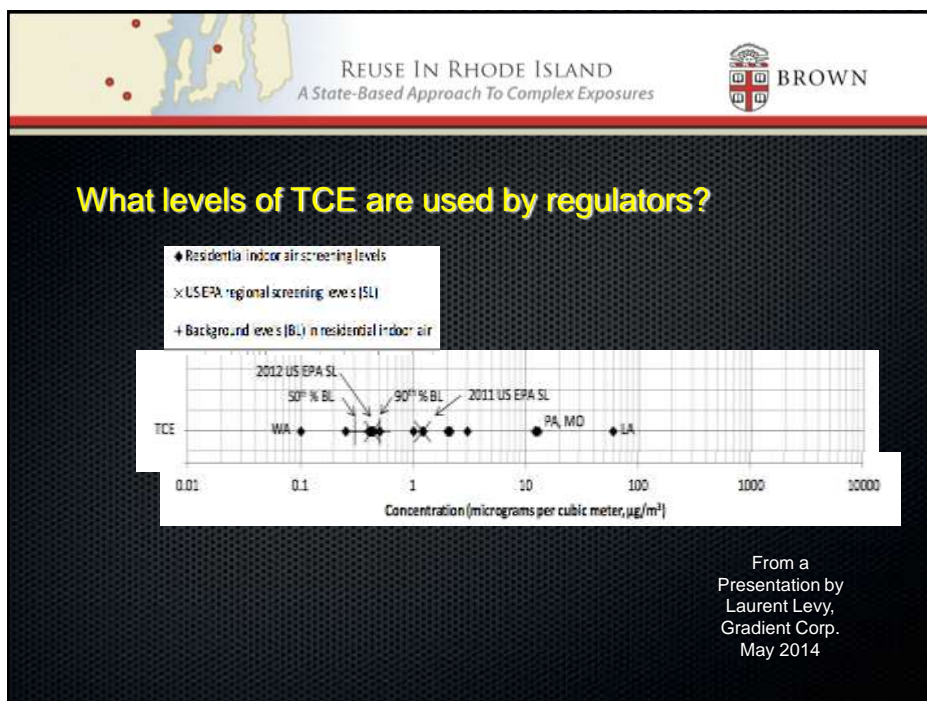 REUSE IN RHODE ISLAND
A State-Based Approach To Complex Exposures
BROWN
What levels of TCE are used by regulators?
◆ Residential indoor air screening levels
× US EPA regional screening levels (SL)
+ Background levels (BL) in residential indoor air
2012 US EPA SL
50th % BL
90th % BL
2011 US EPA SL
TCE
WA
PA, MO
LA
0.01 0.1 1 10 100 1000 10000
Concentration (micrograms per cubic meter, µg/m³)
From a
Presentation by
Laurent Levy,
Gradient Corp.
May 2014